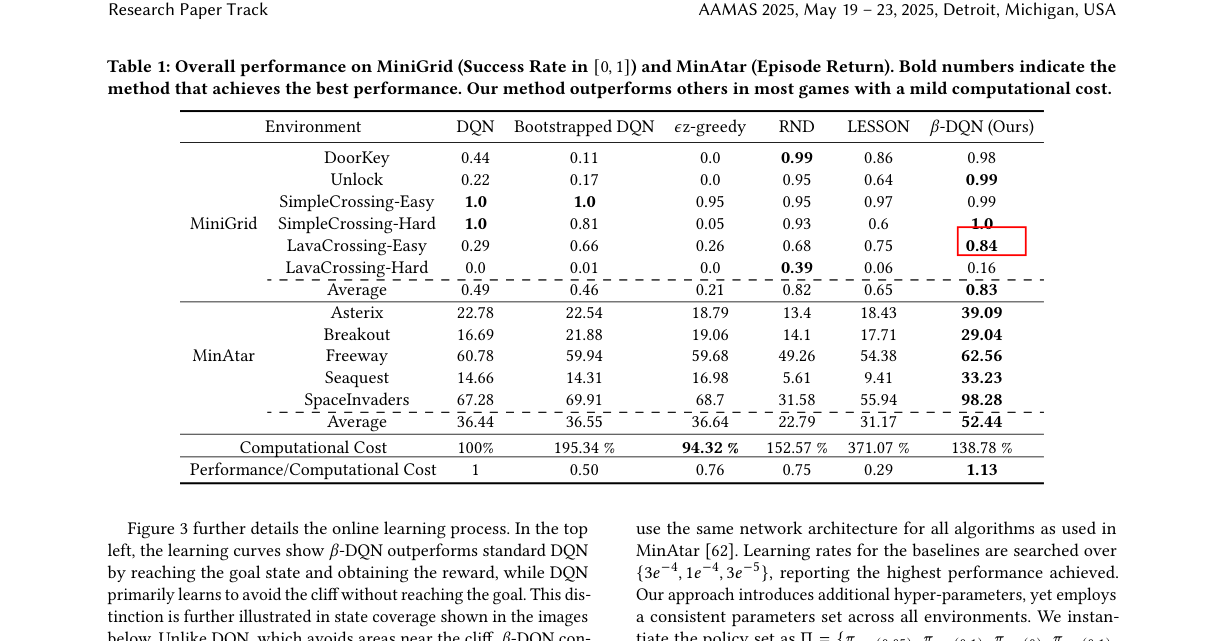 Research Paper Track AAMAS 2025, May 19 – 23, 2025, Detroit, Michigan, USA
Table 1: Overall performance on MiniGrid (Success Rate in [0, 1]) and MinAtar (Episode Return). Bold numbers indicate the
method that achieves the best performance. Our method outperforms others in most games with a mild computational cost.
Environment DQN Bootstrapped DQN ϵz-greedy RND LESSON β-DQN (Ours)
DoorKey 0.44 0.11 0.0 0.99 0.86 0.98
Unlock 0.22 0.17 0.0 0.95 0.64 0.99
SimpleCrossing-Easy 1.0 1.0 0.95 0.95 0.97 0.99
MiniGrid SimpleCrossing-Hard 1.0 0.81 0.05 0.93 0.6 1.0
LavaCrossing-Easy 0.29 0.66 0.26 0.68 0.75 0.84
LavaCrossing-Hard 0.0 0.01 0.0 0.39 0.06 0.16
Average 0.49 0.46 0.21 0.82 0.65 0.83
Asterix 22.78 22.54 18.79 13.4 18.43 39.09
Breakout 16.69 21.88 19.06 14.1 17.71 29.04
MinAtar Freeway 60.78 59.94 59.68 49.26 54.38 62.56
Seaquest 14.66 14.31 16.98 5.61 9.41 33.23
SpaceInvaders 67.28 69.91 68.7 31.58 55.94 98.28
Average 36.44 36.55 36.64 22.79 31.17 52.44
Computational Cost 100% 195.34 % 94.32 % 152.57 % 371.07 % 138.78 %
Performance/Computational Cost 1 0.50 0.76 0.75 0.29 1.13
Figure 3 further details the online learning process. In the top
left, the learning curves show β-DQN outperforms standard DQN
by reaching the goal state and obtaining the reward, while DQN
primarily learns to avoid the cliff without reaching the goal. This dis-
tinction is further illustrated in state coverage shown in the images
below. Unlike DQN, which avoids areas near the cliff, β-DQN con-
use the same network architecture for all algorithms as used in
MinAtar [62]. Learning rates for the baselines are searched over
{3e−4, 1e−4, 3e−5}, reporting the highest performance achieved.
Our approach introduces additional hyper-parameters, yet employs
a consistent parameters set across all environments. We instan-
tiate the policy set as Π = {π